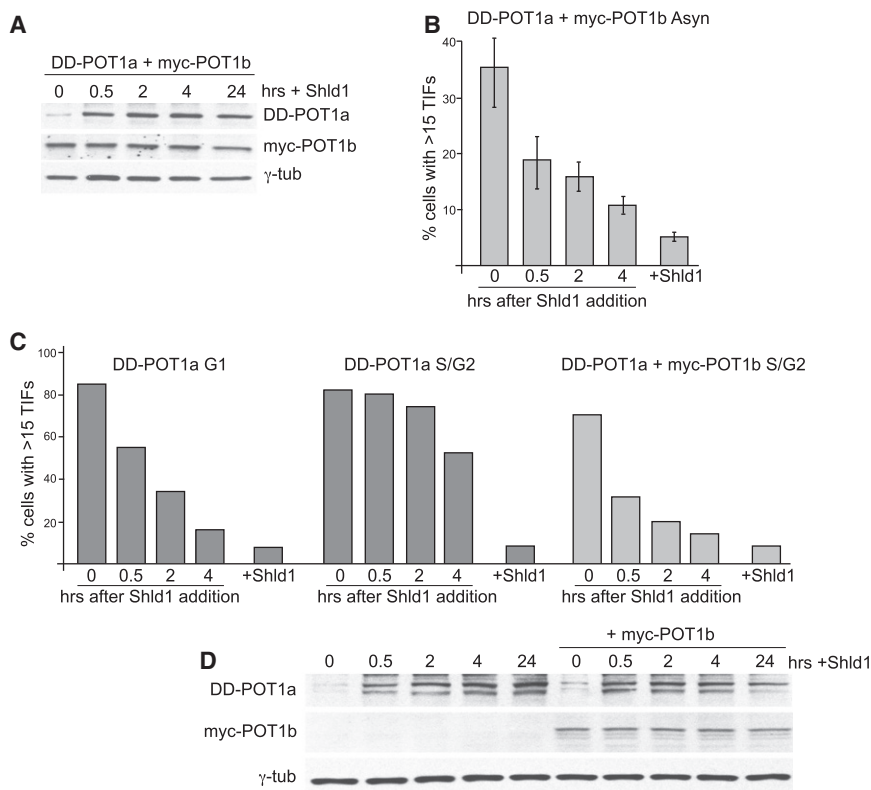 A
DD-POT1a + myc-POT1b
0 0.5 2 4 24 hrs + Shld1
DD-POT1a
myc-POT1b
γ-tub
B
DD-POT1a + myc-POT1b Asyn
% cells with >15 TIFs
40
30
20
10
0 0.5 2 4 +Shld1
hrs after Shld1 addition
C
% cells with >15 TIFs
100
80
60
40
20
DD-POT1a G1
DD-POT1a S/G2
DD-POT1a + myc-POT1b S/G2
0 0.5 2 4 +Shld1 0 0.5 2 4 +Shld1 0 0.5 2 4 +Shld1
hrs after Shld1 addition hrs after Shld1 addition hrs after Shld1 addition
D
+ myc-POT1b
0 0.5 2 4 24 0 0.5 2 4 24 hrs +Shld1
DD-POT1a
myc-POT1b
γ-tub